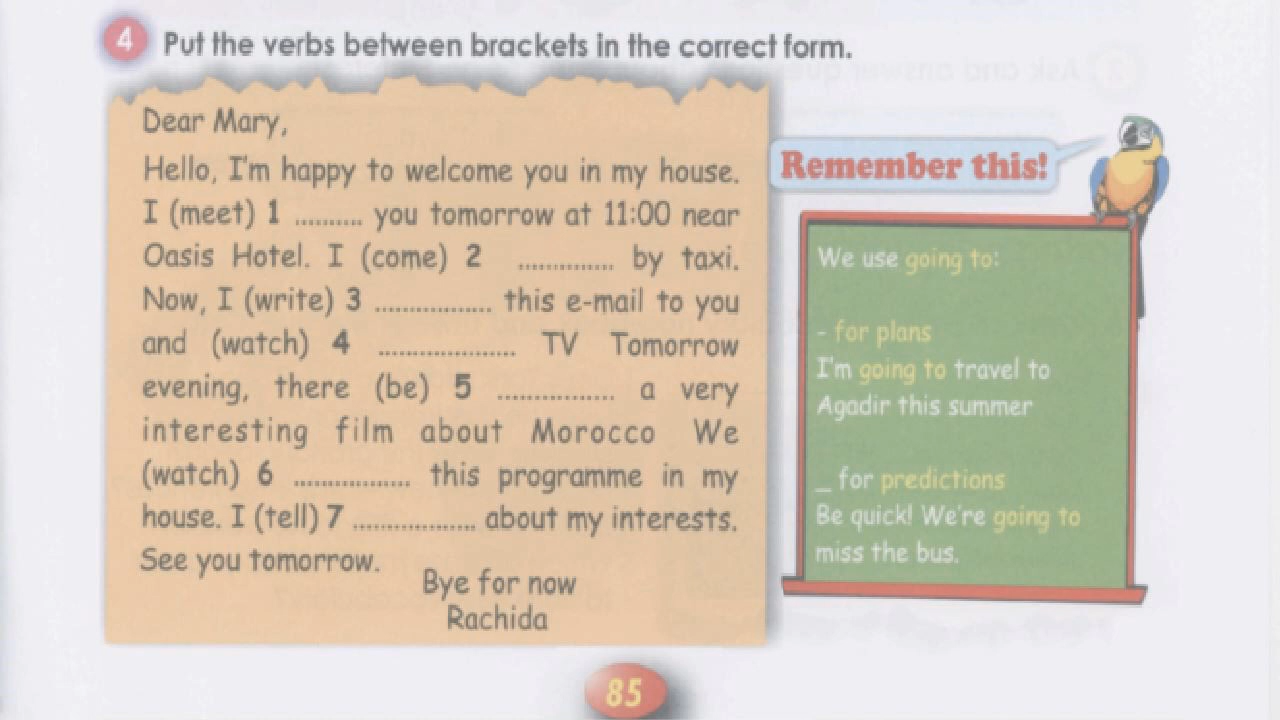 4 Put the verbs between brackets in the correct form.
Dear Mary,
Hello, I'm happy to welcome you in my house.
I (meet) 1 .......... you tomorrow at 11:00 near
Oasis Hotel. I (come) 2 .............. by taxi.
Now, I (write) 3 ................. this e-mail to you
and (watch) 4 .................... TV Tomorrow
evening, there (be) 5 ................. a very
interesting film about Morocco We
(watch) 6 ................. this programme in my
house. I (tell) 7 .................. about my interests.
See you tomorrow.
Bye for now
Rachida
Remember this!
We use going to:
- for plans
I'm going to travel to
Agadir this summer
_ for predictions
Be quick! We're going to
miss the bus.
85